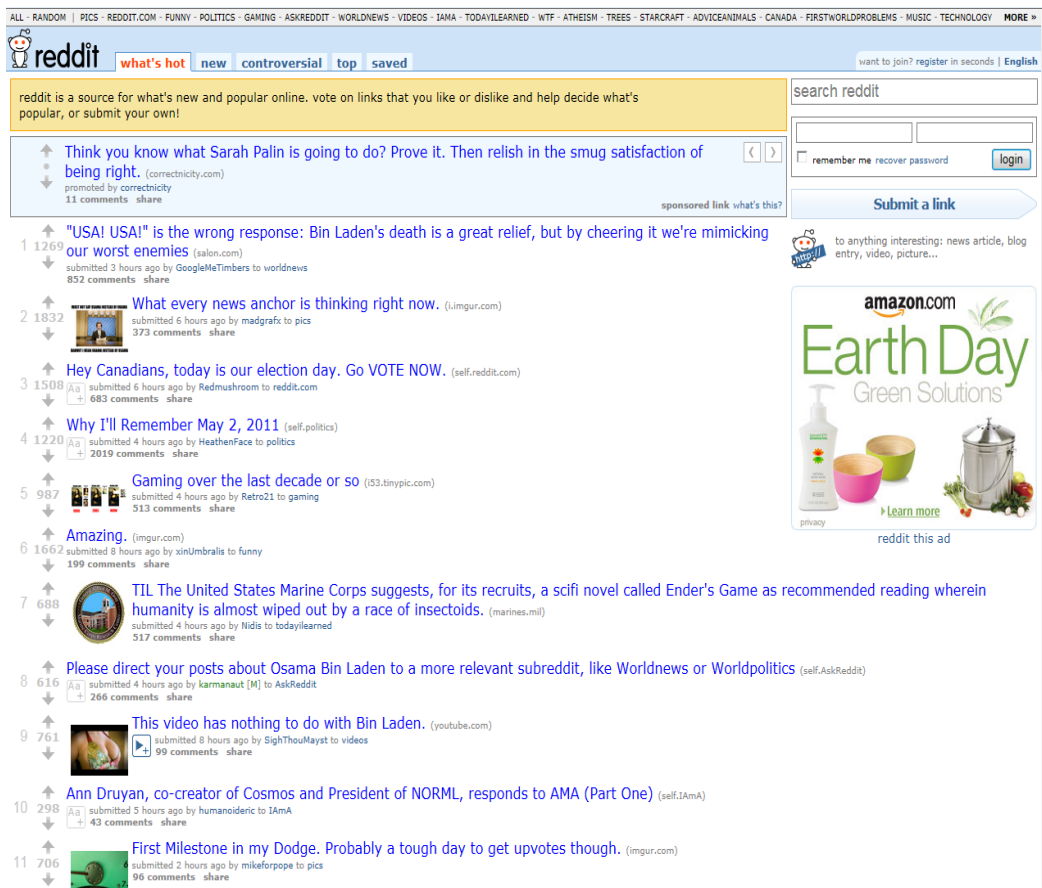 ALL - RANDOM | PICS - REDDIT.COM - FUNNY - POLITICS - GAMING - ASKREDDIT - WORLDNEWS - VIDEOS - IAMA - TODAYILEARNED - WTF - ATHEISM - TREES - STARCRAFT - ADVICEANIMALS - CANADA - FIRSTWORLDPROBLEMS - MUSIC - TECHNOLOGY MORE »
reddit what's hot new controversial top saved
want to join? register in seconds | English
reddit is a source for what's new and popular online. vote on links that you like or dislike and help decide what's
popular, or submit your own!
Think you know what Sarah Palin is going to do? Prove it. Then relish in the smug satisfaction of
being right. (correctnicity.com)
promoted by correctnicity
11 comments share
sponsored link what's this?
1 1269 "USA! USA!" is the wrong response: Bin Laden's death is a great relief, but by cheering it we're mimicking
our worst enemies (salon.com)
submitted 3 hours ago by GoogleMeTimbers to worldnews
852 comments share
2 1832 What every news anchor is thinking right now. (i.imgur.com)
submitted 6 hours ago by madgrafx to pics
373 comments share
3 1508 Hey Canadians, today is our election day. Go VOTE NOW. (self.reddit.com)
Aa+ submitted 6 hours ago by Redmushroom to reddit.com
683 comments share
4 1220 Why I'll Remember May 2, 2011 (self.politics)
Aa+ submitted 4 hours ago by HeathenFace to politics
2019 comments share
5 987 Gaming over the last decade or so (i53.tinypic.com)
submitted 4 hours ago by Retro21 to gaming
513 comments share
6 1662 Amazing. (imgur.com)
submitted 8 hours ago by xinUmbralis to funny
199 comments share
7 688 TIL The United States Marine Corps suggests, for its recruits, a scifi novel called Ender's Game as recommended reading wherein
humanity is almost wiped out by a race of insectoids. (marines.mil)
submitted 4 hours ago by Nidis to todayilearned
517 comments share
8 616 Please direct your posts about Osama Bin Laden to a more relevant subreddit, like Worldnews or Worldpolitics (self.AskReddit)
Aa+ submitted 4 hours ago by karmanaut [M] to AskReddit
266 comments share
9 761 This video has nothing to do with Bin Laden. (youtube.com)
submitted 8 hours ago by SighThouMayst to videos
99 comments share
10 298 Ann Druyan, co-creator of Cosmos and President of NORML, responds to AMA (Part One) (self.IAmA)
Aa+ submitted 5 hours ago by humanoideric to IAmA
43 comments share
11 706 First Milestone in my Dodge. Probably a tough day to get upvotes though. (imgur.com)
submitted 2 hours ago by mikeforpope to pics
96 comments share
search reddit
remember me recover password login
Submit a link
http://
to anything interesting: news article, blog
entry, video, picture...
amazon.com
Earth Day
Green Solutions
Learn more
privacy
reddit this ad